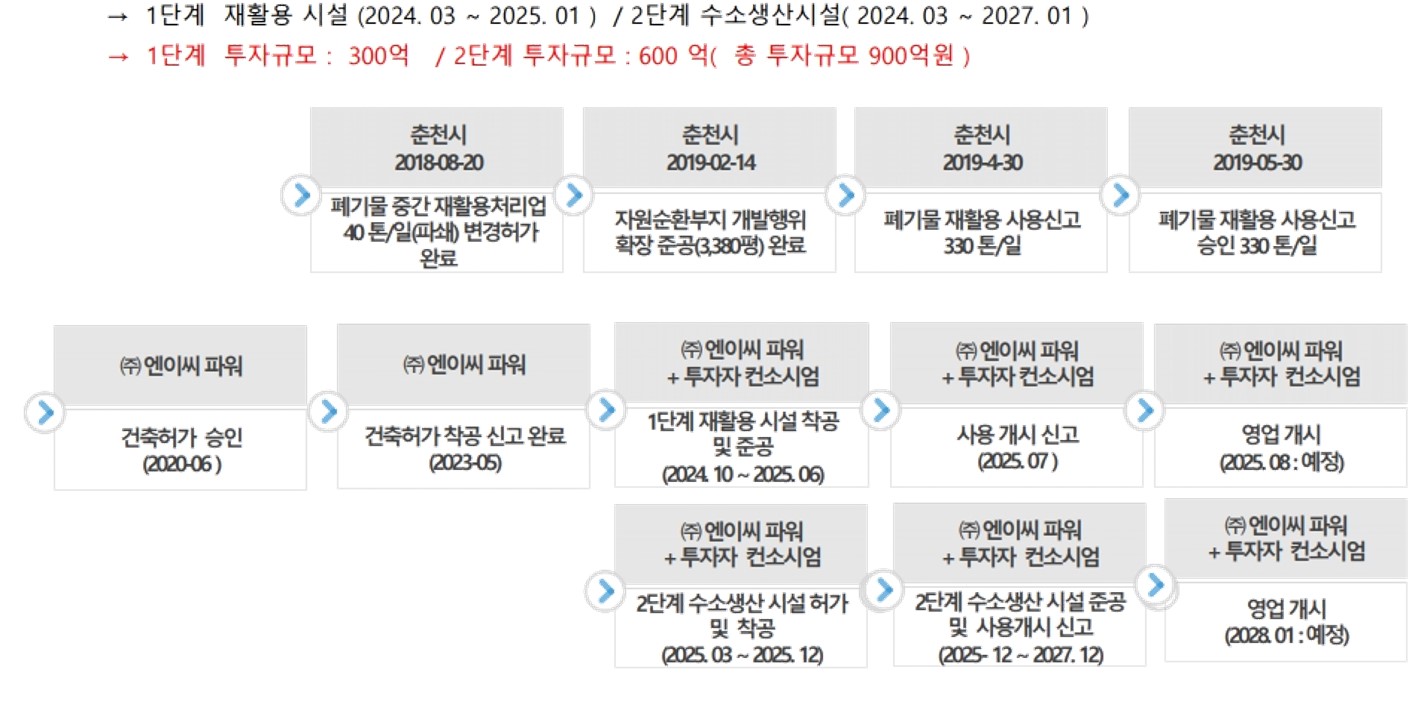 → 1단계 재활용 시설 (2024. 03 ~ 2025. 01 ) / 2단계 수소생산시설( 2024. 03 ~ 2027. 01 )
→ 1단계 투자규모 : 300억 / 2단계 투자규모 : 600 억( 총 투자규모 900억원 )
춘천시
2018-08-20
폐기물 중간 재활용처리업
40 톤/일(파쇄) 변경허가
완료
춘천시
2019-02-14
자원순환부지 개발행위
확장 준공(3,380평) 완료
춘천시
2019-4-30
폐기물 재활용 사용신고
330 톤/일
춘천시
2019-05-30
폐기물 재활용 사용신고
승인 330 톤/일
㈜ 엔이씨 파워
건축허가 승인
(2020-06 )
㈜ 엔이씨 파워
건축허가 착공 신고 완료
(2023-05)
㈜ 엔이씨 파워
+ 투자자 컨소시엄
1단계 재활용 시설 착공
및 준공
(2024. 10 ~ 2025. 06)
㈜ 엔이씨 파워
+ 투자자 컨소시엄
사용 개시 신고
(2025. 07 )
㈜ 엔이씨 파워
+ 투자자 컨소시엄
영업 개시
(2025. 08 : 예정)
㈜ 엔이씨 파워
+ 투자자 컨소시엄
2단계 수소생산 시설 허가
및 착공
(2025. 03 ~ 2025. 12)
㈜ 엔이씨 파워
+ 투자자 컨소시엄
2단계 수소생산 시설 준공
및 사용개시 신고
(2025- 12 ~ 2027. 12)
㈜ 엔이씨 파워
+ 투자자 컨소시엄
영업 개시
(2028. 01 : 예정)